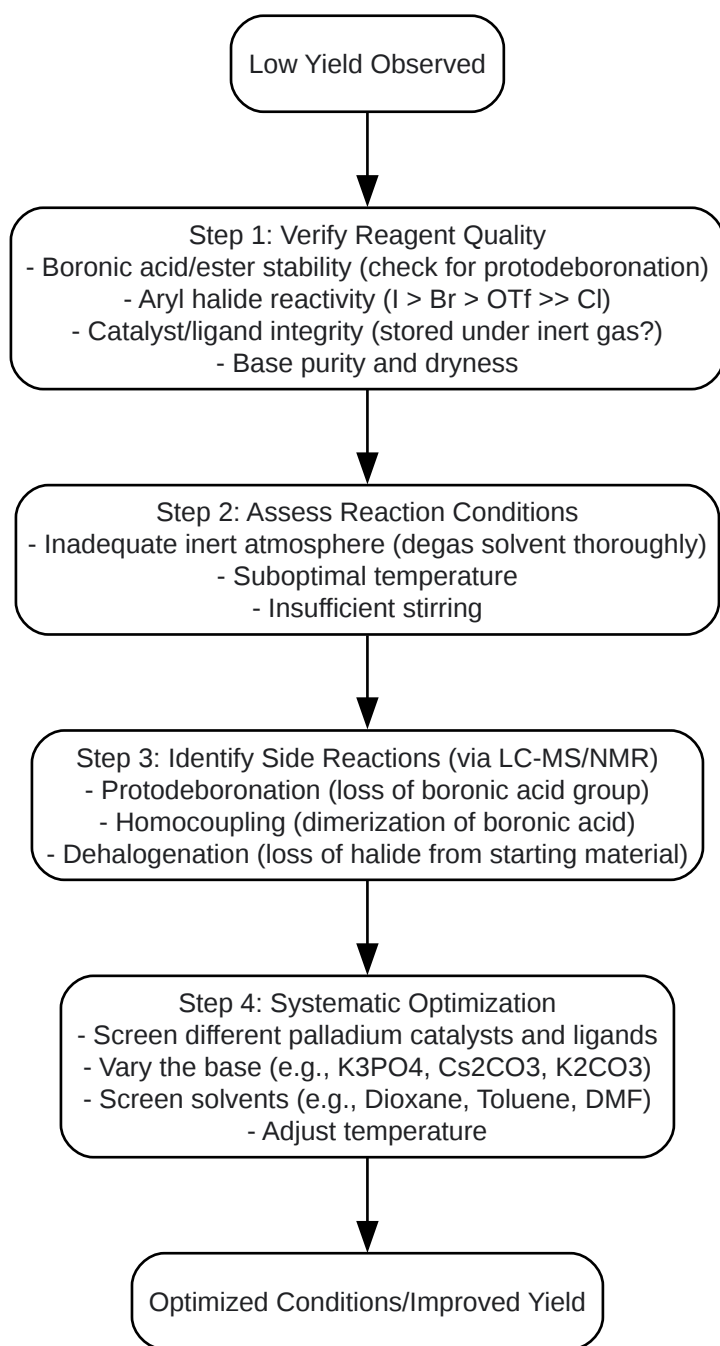 Low Yield Observed
Step 1: Verify Reagent Quality
- Boronic acid/ester stability (check for protodeboronation)
- Aryl halide reactivity (I > Br > OTf >> Cl)
- Catalyst/ligand integrity (stored under inert gas?)
- Base purity and dryness
Step 2: Assess Reaction Conditions
- Inadequate inert atmosphere (degas solvent thoroughly)
- Suboptimal temperature
- Insufficient stirring
Step 3: Identify Side Reactions (via LC-MS/NMR)
- Protodeboronation (loss of boronic acid group)
- Homocoupling (dimerization of boronic acid)
- Dehalogenation (loss of halide from starting material)
Step 4: Systematic Optimization
- Screen different palladium catalysts and ligands
- Vary the base (e.g., K3PO4, Cs2CO3, K2CO3)
- Screen solvents (e.g., Dioxane, Toluene, DMF)
- Adjust temperature
Optimized Conditions/Improved Yield